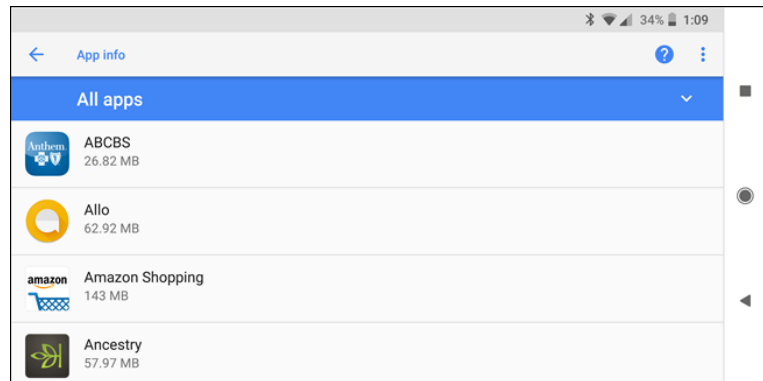 34% 1:09
App info
All apps
Anthem.
ABCBS
26.82 MB
Allo
62.92 MB
amazon
Amazon Shopping
143 MB
Ancestry
57.97 MB